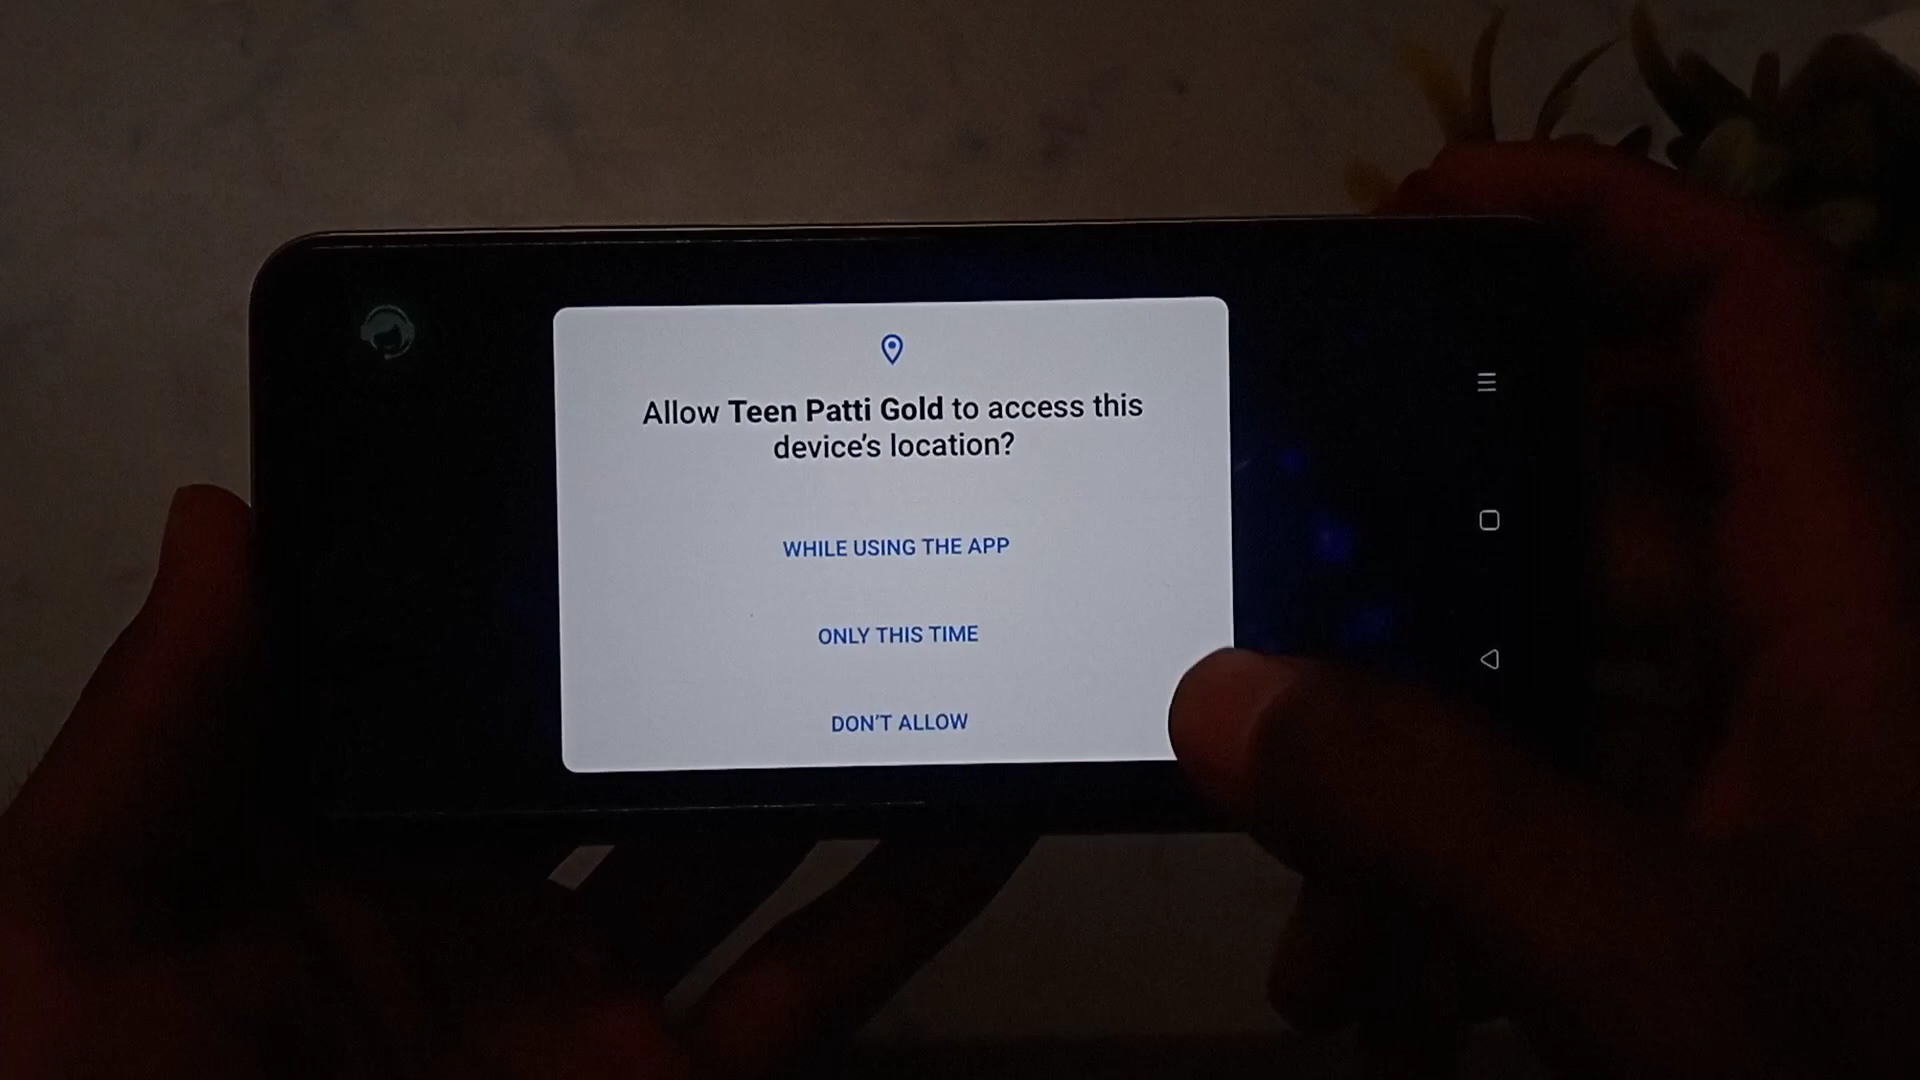 Allow Teen Patti Gold to access this
device's location?
WHILE USING THE APP
ONLY THIS TIME
DON'T ALLOW